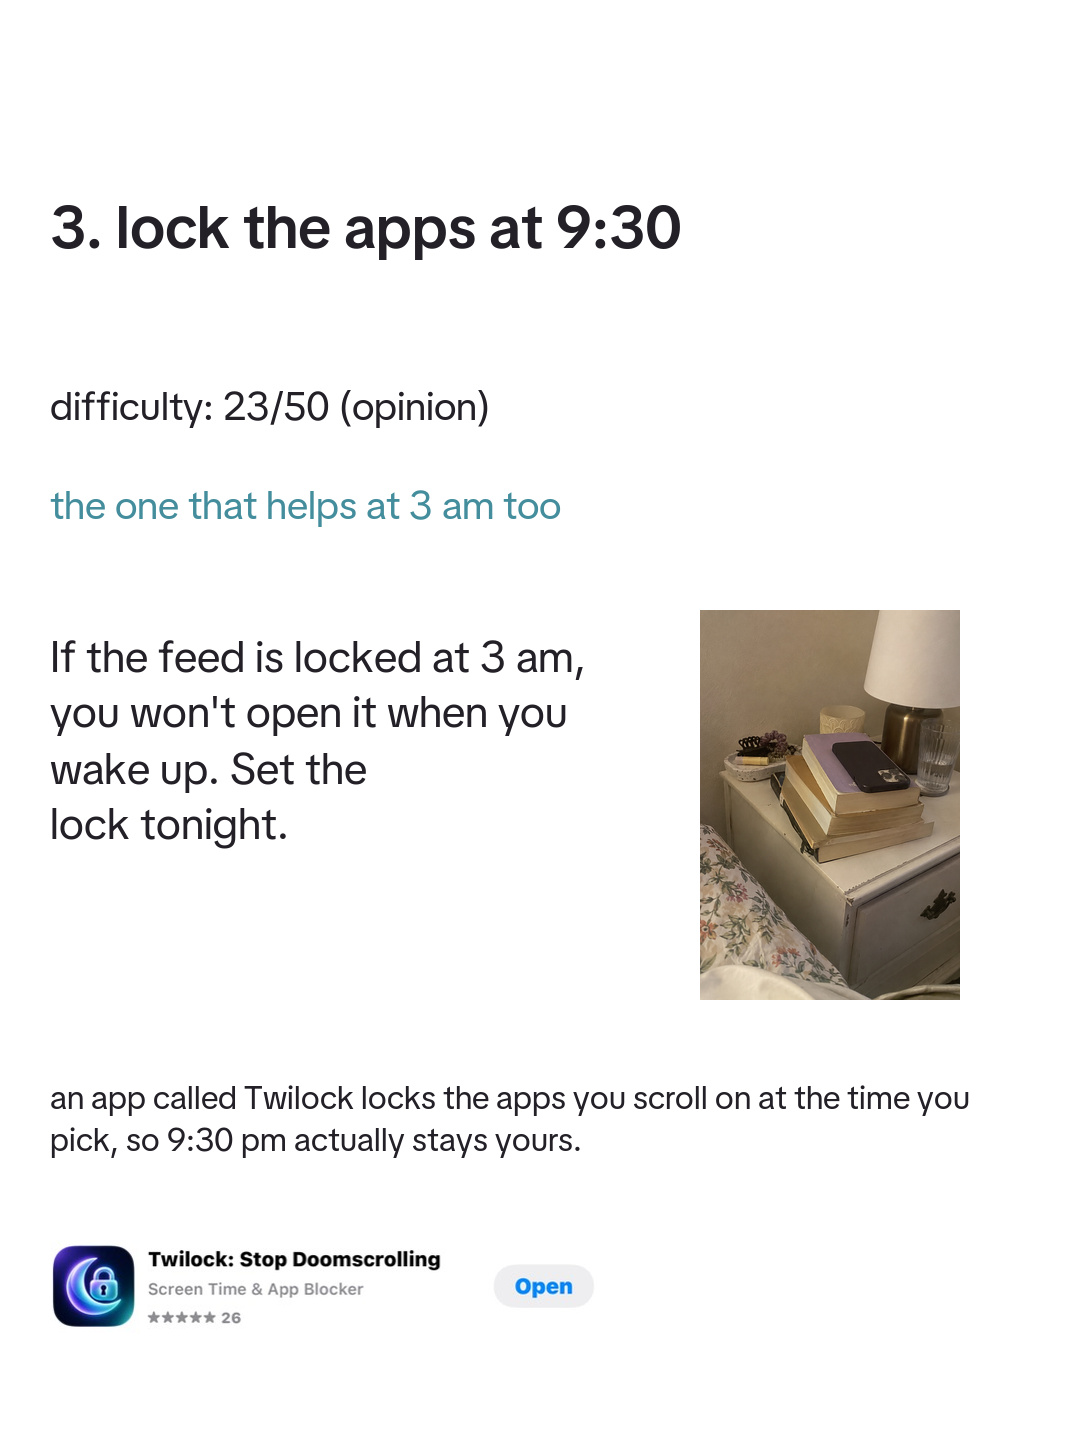 3. lock the apps at 9:30
difficulty: 23/50 (opinion)
the one that helps at 3 am too
If the feed is locked at 3 am,
you won't open it when you
wake up. Set the
lock tonight.
an app called Twilock locks the apps you scroll on at the time you
pick, so 9:30 pm actually stays yours.
Twilock: Stop Doomscrolling
Screen Time & App Blocker
★★★★★ 26
Open